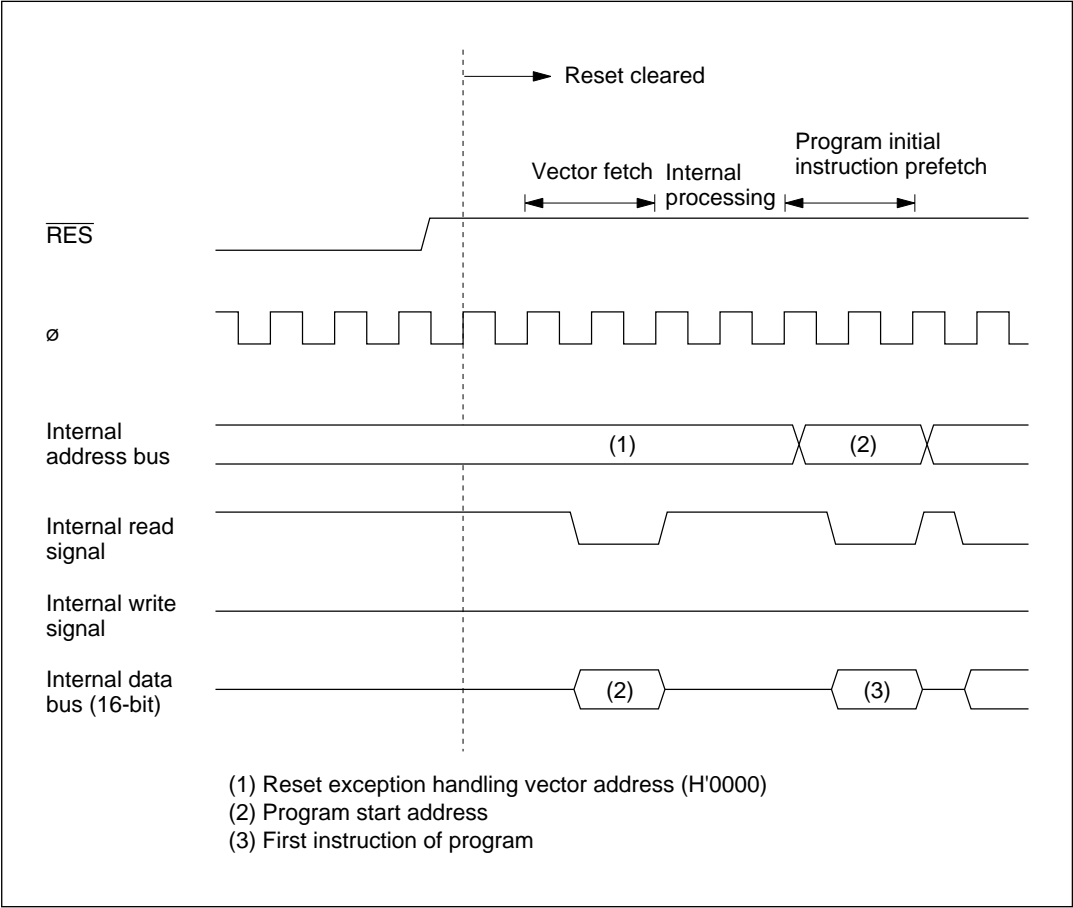 Reset cleared
Program initial
instruction prefetch
Vector fetch
Internal
processing
RES
ø
Internal
address bus
(1)
(2)
Internal read
signal
Internal write
signal
Internal data
bus (16-bit)
(2)
(3)
(1) Reset exception handling vector address (H'0000)
(2) Program start address
(3) First instruction of program